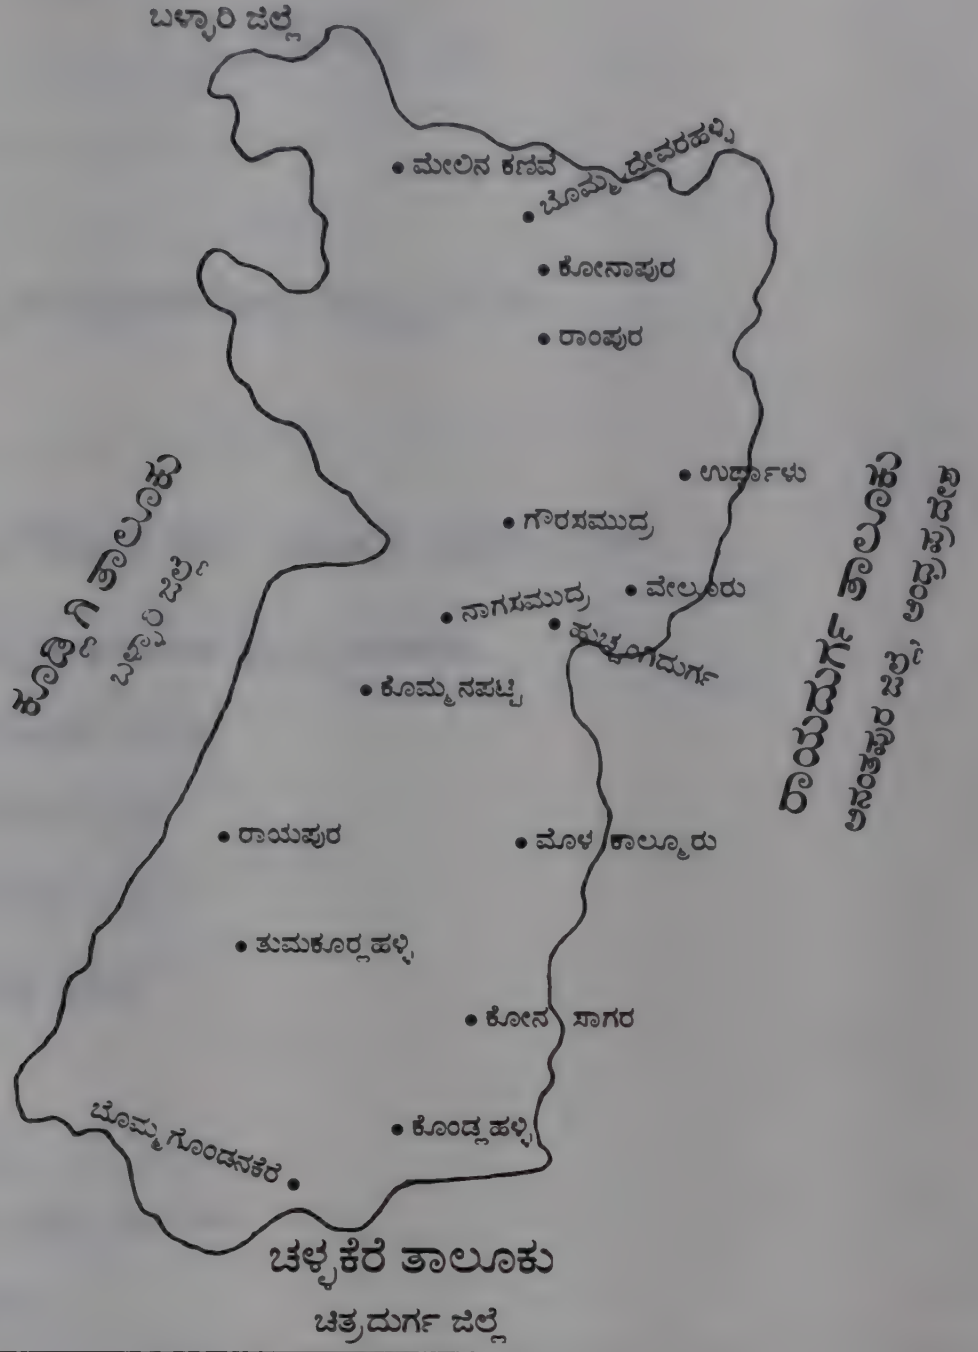 ಬಳ್ಳಾರಿ ಜಿಲ್ಲೆ
ಮೇಲಿನ ಕಣಿವೆ
ಬೊಮ್ಮದೇವರಹಳ್ಳಿ
ಕೋನಾಪುರ
ರಾಂಪುರ
ಉರ್ಥಾಳು
ಗೌರಸಮುದ್ರ
ವೇಲೂರು
ನಾಗಸಮುದ್ರ
ಹುಚ್ಚಂಗಿದುರ್ಗ
ಕೊಮ್ಮನಪಟ್ಟಿ
ಕೂಡ್ಲಿಗಿ ತಾಲೂಕು
ಬಳ್ಳಾರಿ ಜಿಲ್ಲೆ
ರಾಯದುರ್ಗ ತಾಲೂಕು
ಅನಂತಪುರ ಜಿಲ್ಲೆ, ಆಂಧ್ರಪ್ರದೇಶ
ರಾಯಪುರ
ಮೊಳಕಾಲ್ಮೂರು
ತುಮಕೂರ‍್ಲಹಳ್ಳಿ
ಕೋನಸಾಗರ
ಕೊಂಡ್ಲಹಳ್ಳಿ
ಬೊಮ್ಮಗೊಂಡನಕೆರೆ
ಚಳ್ಳಕೆರೆ ತಾಲೂಕು
ಚಿತ್ರದುರ್ಗ ಜಿಲ್ಲೆ